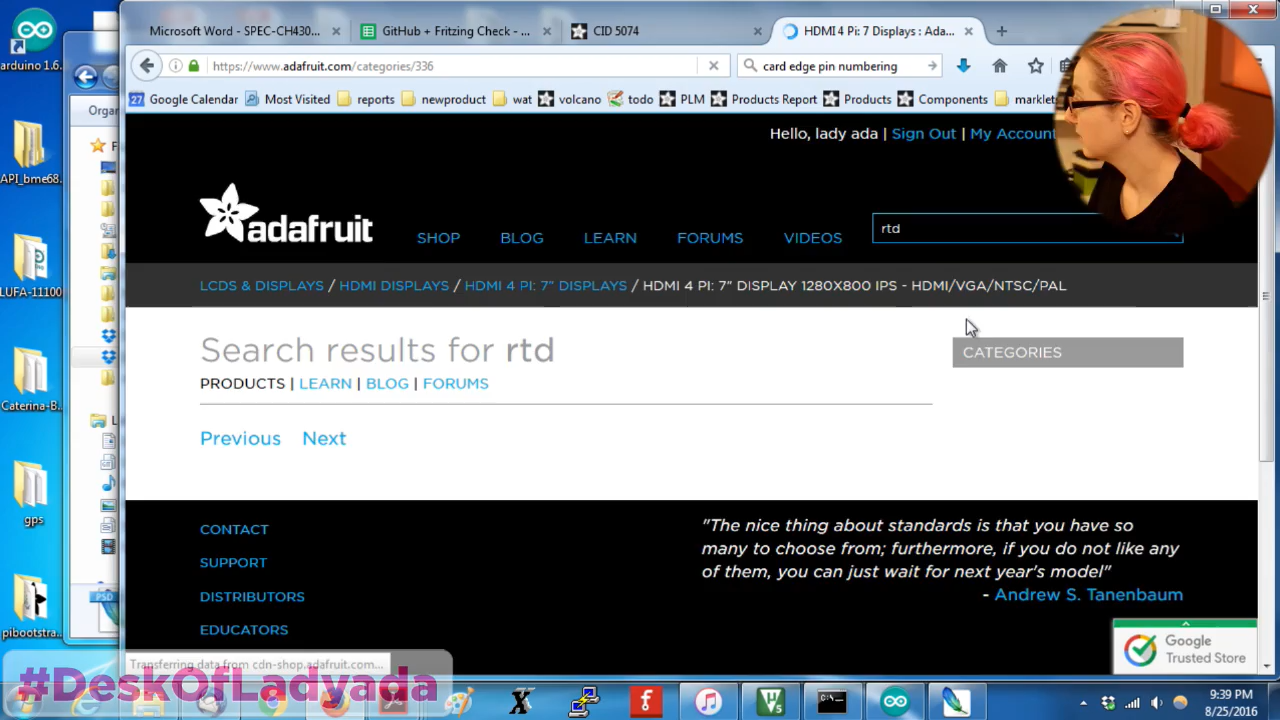 Microsoft Word - SPEC-CH430...
GitHub + Fritzing Check - ...
CID 5074
HDMI 4 Pi: 7 Displays : Ada...
https://www.adafruit.com/categories/336
card edge pin numbering
27 Google Calendar
Most Visited
reports
newproduct
wat
volcano
todo
PLM
Products Report
Products
Components
marklet
arduino 1.6.
Organ
API_bme68.
LUFA-11100
Caterina-B...
gps
pibootstra...
PSD
Hello, lady ada | Sign Out | My Account
adafruit
SHOP
BLOG
LEARN
FORUMS
VIDEOS
rtd
LCDS & DISPLAYS / HDMI DISPLAYS / HDMI 4 PI: 7" DISPLAYS / HDMI 4 PI: 7" DISPLAY 1280X800 IPS - HDMI/VGA/NTSC/PAL
Search results for rtd
CATEGORIES
PRODUCTS | LEARN | BLOG | FORUMS
Previous Next
CONTACT
SUPPORT
DISTRIBUTORS
EDUCATORS
"The nice thing about standards is that you have so
many to choose from; furthermore, if you do not like any
of them, you can just wait for next year's model"
- Andrew S. Tanenbaum
Google
Trusted Store
Transferring data from cdn-shop.adafruit.com...
#DeskOfLadyada
9:39 PM
8/25/2016